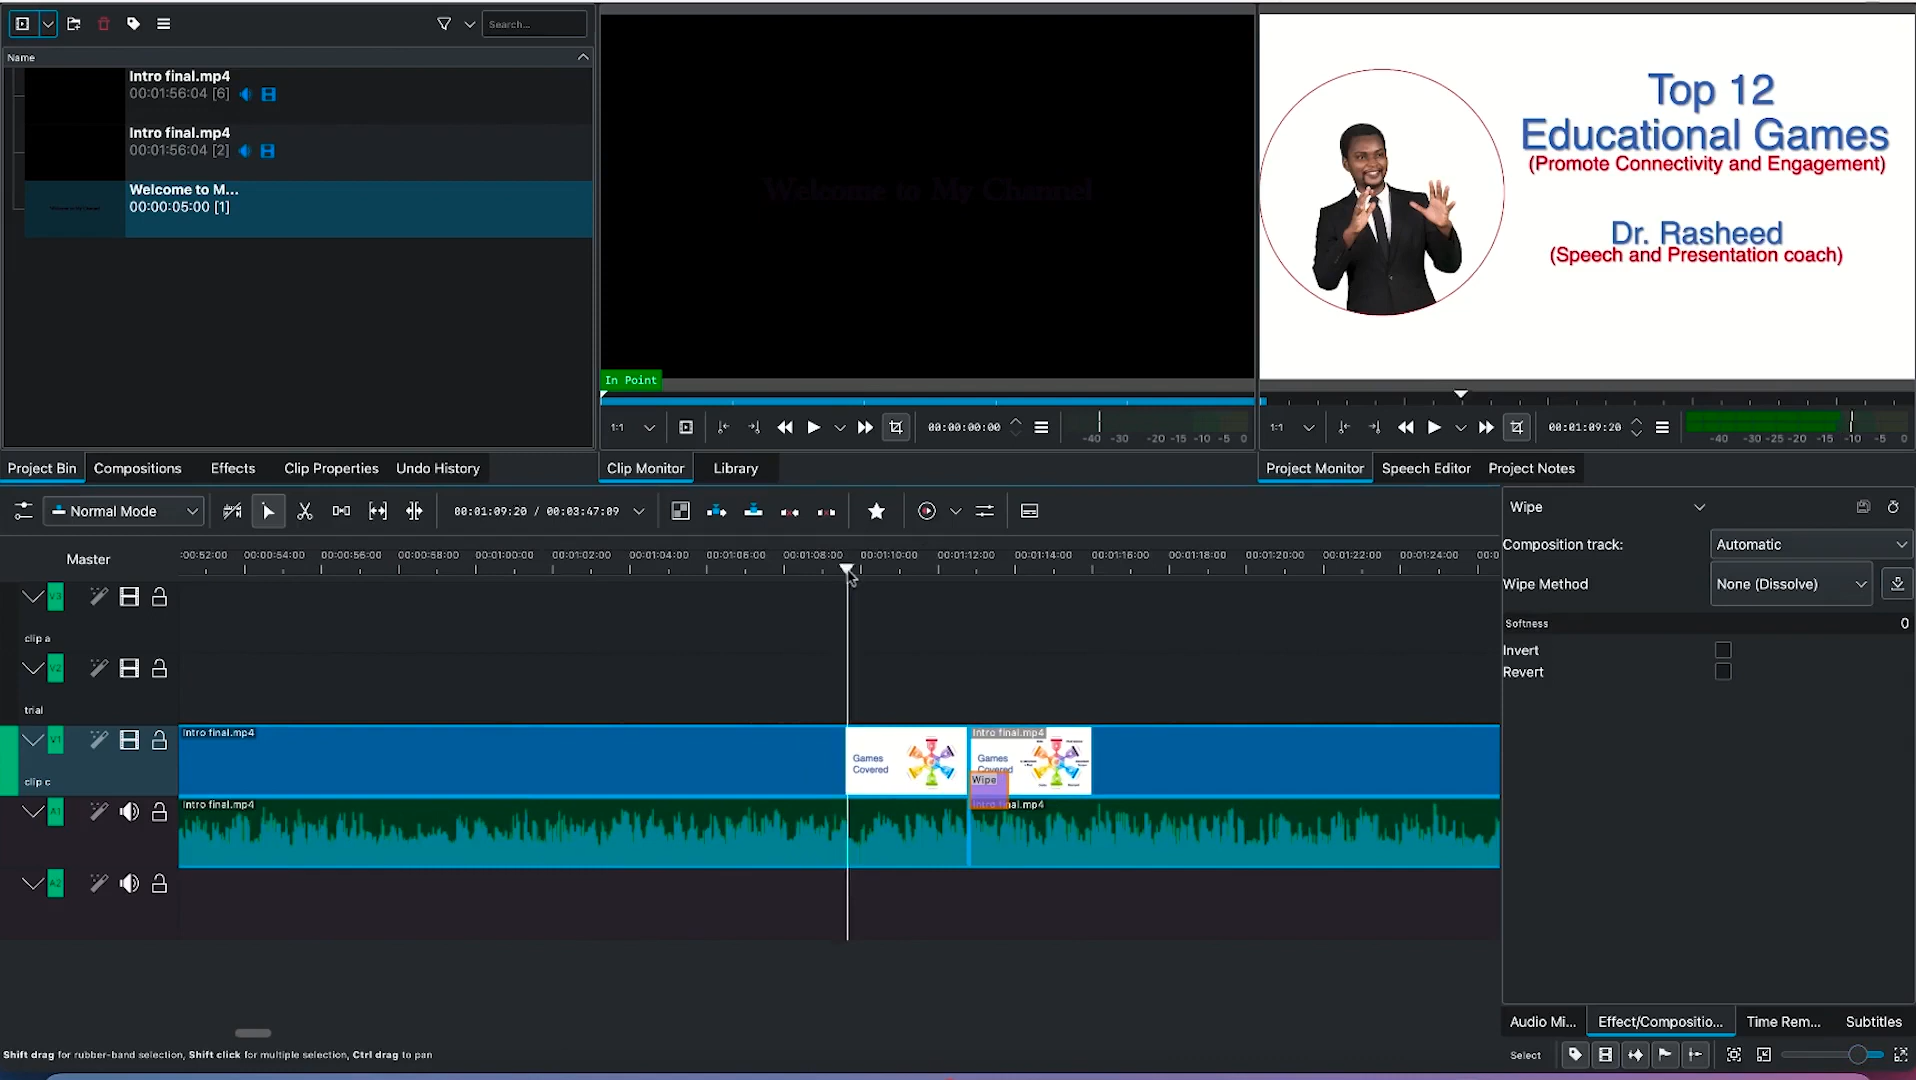 Search...
Name
Intro final.mp4
00:01:56:04 [6]
Intro final.mp4
00:01:56:04 [2]
Welcome to M...
00:00:05:00 [1]
Welcome to My Channel
In Point
1:1
00:00:00:00
-40 -30 -20 -15 -10 -5 0
Top 12
Educational Games
(Promote Connectivity and Engagement)
Dr. Rasheed
(Speech and Presentation coach)
1:1
00:01:09:20
-40 -30 -25 -20 -15 -10 -5 0
Project Bin
Compositions
Effects
Clip Properties
Undo History
Clip Monitor
Library
Project Monitor
Speech Editor
Project Notes
Normal Mode
00:01:09:20 / 00:03:47:09
Master
:00:52:00 00:00:54:00 00:00:56:00 00:00:58:00 00:01:00:00 00:01:02:00 00:01:04:00 00:01:06:00 00:01:08:00 00:01:10:00 00:01:12:00 00:01:14:00 00:01:16:00 00:01:18:00 00:01:20:00 00:01:22:00 00:01:24:00 00:0
V3
clip a
V2
trial
V1
clip c
A1
A2
Intro final.mp4
Games
Covered
Intro final.mp4
Games
Covered
Wipe
Intro final.mp4
Intro final.mp4
Wipe
Composition track:
Automatic
Wipe Method
None (Dissolve)
Softness
0
Invert
Revert
Audio Mi...
Effect/Compositio...
Time Rem...
Subtitles
Shift drag for rubber-band selection, Shift click for multiple selection, Ctrl drag to pan
Select